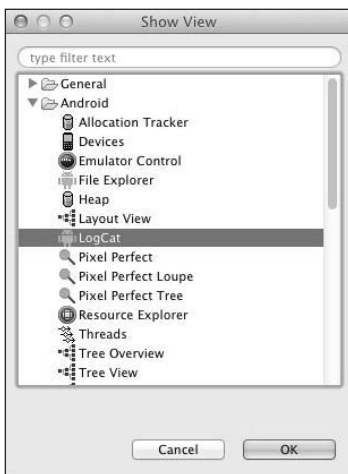 Show View
type filter text
General
Android
Allocation Tracker
Devices
Emulator Control
File Explorer
Heap
Layout View
LogCat
Pixel Perfect
Pixel Perfect Loupe
Pixel Perfect Tree
Resource Explorer
Threads
Tree Overview
Tree View
Cancel
OK